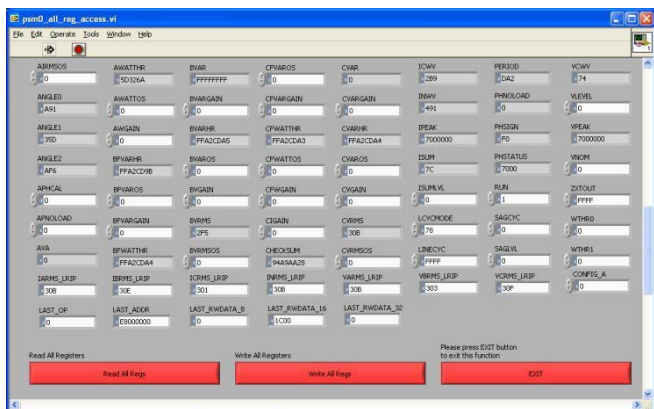 psm0_all_reg_access.vi
File Edit Operate Tools Window Help
AIRMSOS AWATTHR BVAR CFVAROS CVAR ICWV PERIOD VCWV
0 5D326A FFFFFFFF 0 0 2B9 DA2 74
ANGLE0 AWATTOS BVARGAIN CFVARGAIN CVARGAIN INWV PHNOLOAD VLEVEL
A91 0 0 0 0 491 0 0
ANGLE1 AWGAIN BVARHR CFWATTHR CVARHR IPEAK PHSIGN VPEAK
35D 0 FFA2CDA5 FFA2CDA3 FFA2CDA4 7000000 F0 7000000
ANGLE2 BFVARHR BVAROS CFWATTOS CVAROS ISUM PHSTATUS VNOM
AF6 FFA2CD9B 0 0 0 7C 7000 0
APHCAL BFVAROS BVGAIN CFWGAIN CVGAIN ISUMLVL RUN ZXTOUT
0 0 0 0 0 0 1 FFFF
APNOLOAD BFVARGAIN BVRMS CIGAIN CVRMS LCYCMODE SAGCYC WTHR0
0 0 2F5 0 30B 78 0 0
AVA BFWATTHR BVRMSOS CHECKSUM CVRMSOS LINECYC SAGLVL WTHR1
0 FFA2CDA4 0 94A9AA28 0 FFFF 0 0
IARMS_LRIP IBRMS_LRIP ICRMS_LRIP INRMS_LRIP VARMS_LRIP VBRMS_LRIP VCRMS_LRIP CONFIG_A
30B 30E 301 30B 30B 303 30F 0
LAST_OP LAST_ADDR LAST_RWDATA_8 LAST_RWDATA_16 LAST_RWDATA_32
0 E8000000 0 1C00 0
Read All Registers Write All Registers Please press EXIT button
to exit this function
Read All Regs Write All Regs EXIT